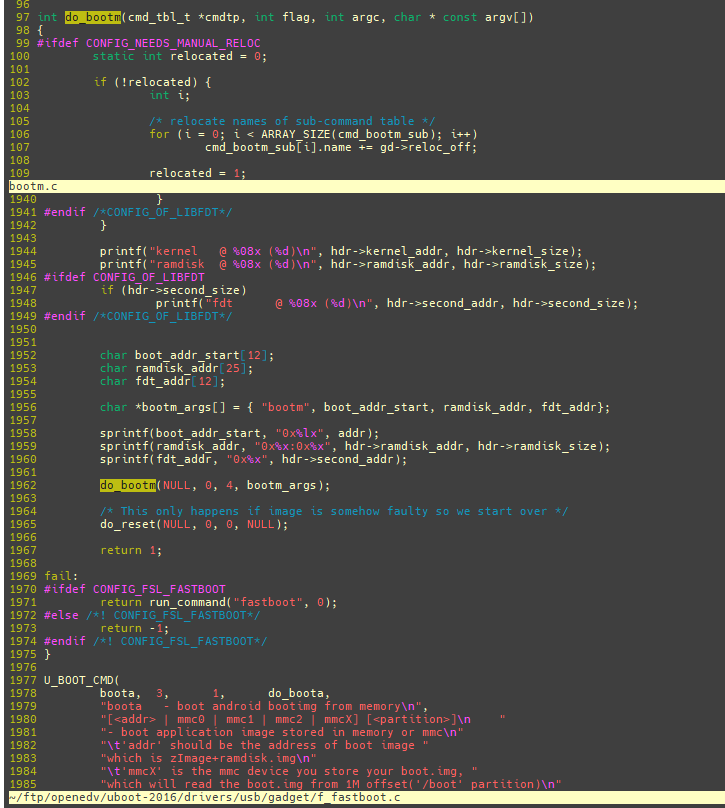 96
97 int do_bootm(cmd_tbl_t *cmdtp, int flag, int argc, char * const argv[])
98 {
99 #ifdef CONFIG_NEEDS_MANUAL_RELOC
100         static int relocated = 0;
101
102         if (!relocated) {
103                 int i;
104
105                 /* relocate names of sub-command table */
106                 for (i = 0; i < ARRAY_SIZE(cmd_bootm_sub); i++)
107                         cmd_bootm_sub[i].name += gd->reloc_off;
108
109                 relocated = 1;
bootm.c
1940                 }
1941 #endif /*CONFIG_OF_LIBFDT*/
1942         }
1943
1944         printf("kernel   @ %08x (%d)\n", hdr->kernel_addr, hdr->kernel_size);
1945         printf("ramdisk  @ %08x (%d)\n", hdr->ramdisk_addr, hdr->ramdisk_size);
1946 #ifdef CONFIG_OF_LIBFDT
1947         if (hdr->second_size)
1948                 printf("fdt      @ %08x (%d)\n", hdr->second_addr, hdr->second_size);
1949 #endif /*CONFIG_OF_LIBFDT*/
1950
1951
1952         char boot_addr_start[12];
1953         char ramdisk_addr[25];
1954         char fdt_addr[12];
1955
1956         char *bootm_args[] = { "bootm", boot_addr_start, ramdisk_addr, fdt_addr};
1957
1958         sprintf(boot_addr_start, "0x%lx", addr);
1959         sprintf(ramdisk_addr, "0x%x:0x%x", hdr->ramdisk_addr, hdr->ramdisk_size);
1960         sprintf(fdt_addr, "0x%x", hdr->second_addr);
1961
1962         do_bootm(NULL, 0, 4, bootm_args);
1963
1964         /* This only happens if image is somehow faulty so we start over */
1965         do_reset(NULL, 0, 0, NULL);
1966
1967         return 1;
1968
1969 fail:
1970 #ifdef CONFIG_FSL_FASTBOOT
1971         return run_command("fastboot", 0);
1972 #else /*! CONFIG_FSL_FASTBOOT*/
1973         return -1;
1974 #endif /*! CONFIG_FSL_FASTBOOT*/
1975 }
1976
1977 U_BOOT_CMD(
1978         boota,  3,      1,      do_boota,
1979         "boota   - boot android bootimg from memory\n",
1980         "[<addr> | mmc0 | mmc1 | mmc2 | mmcX] [<partition>]\n    "
1981         "- boot application image stored in memory or mmc\n"
1982         "\t'addr' should be the address of boot image "
1983         "which is zImage+ramdisk.img\n"
1984         "\t'mmcX' is the mmc device you store your boot.img, "
1985         "which will read the boot.img from 1M offset('/boot' partition)\n"
~/ftp/openedv/uboot-2016/drivers/usb/gadget/f_fastboot.c